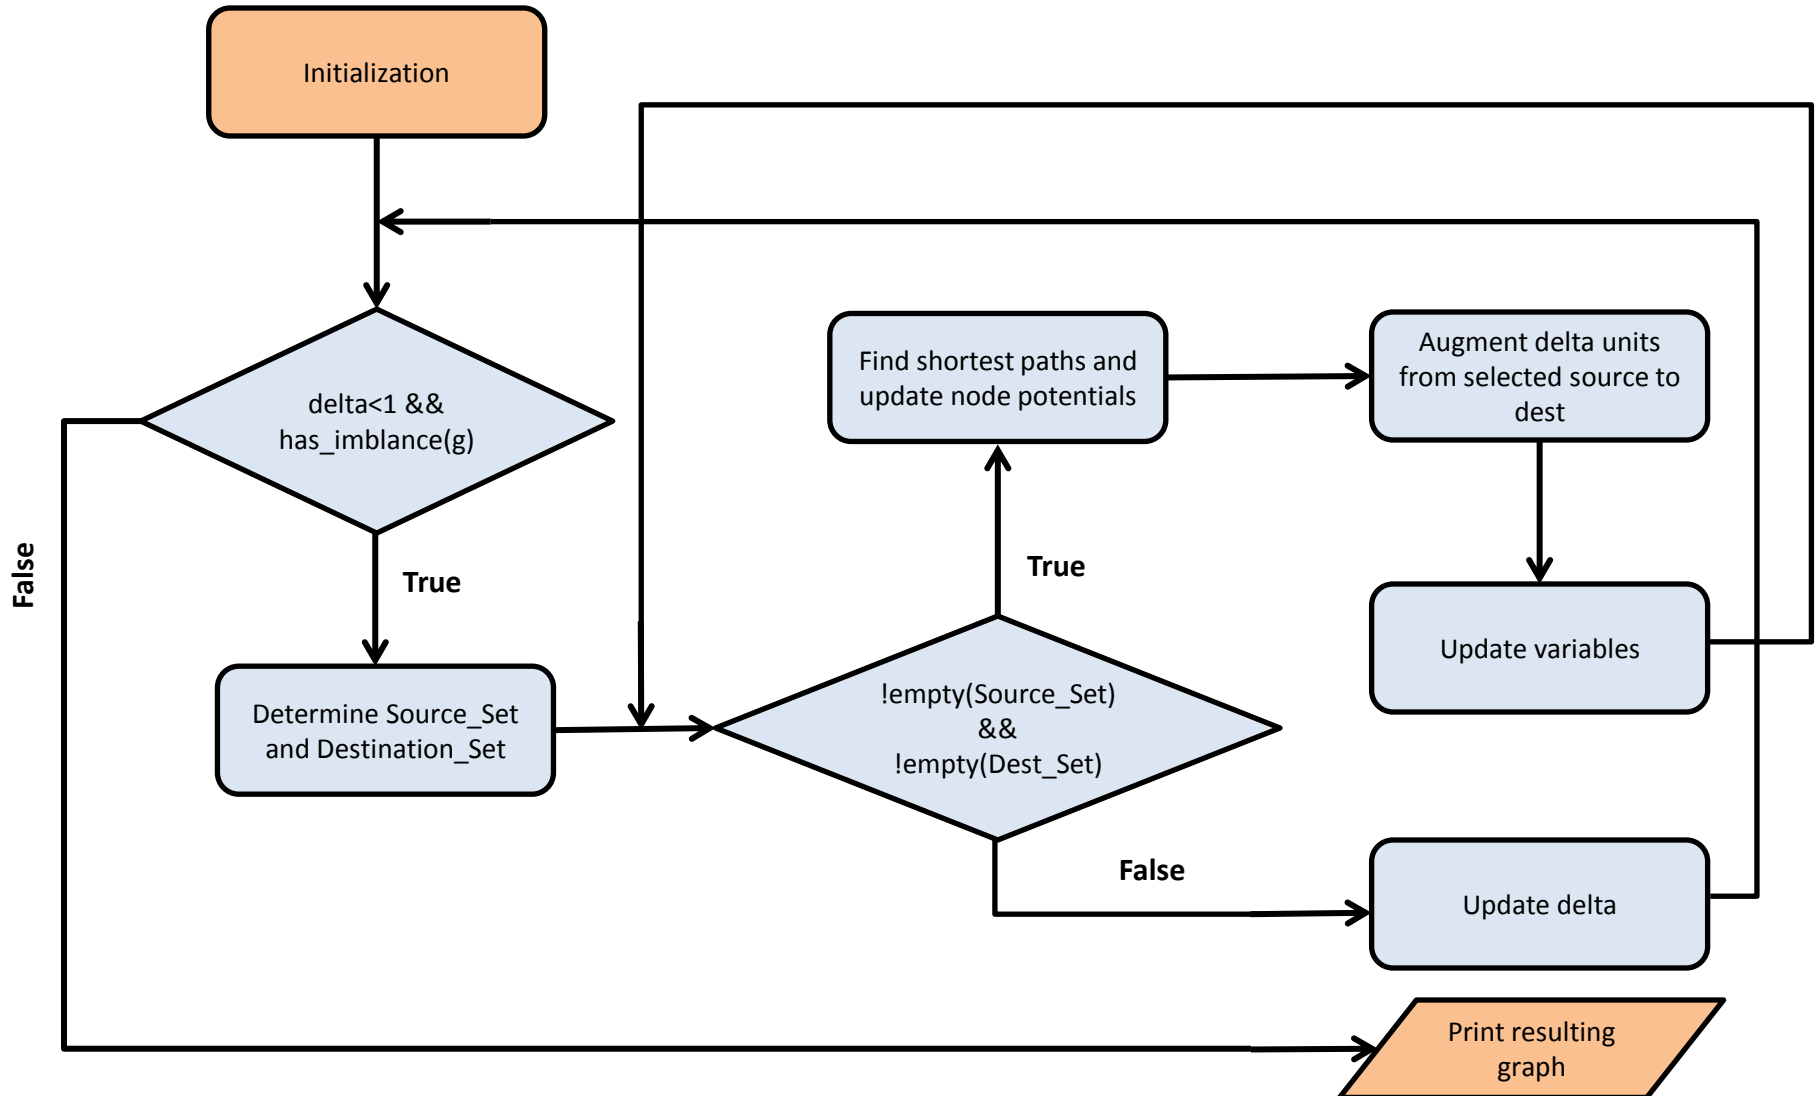 Initialization
delta<1 &&
has_imblance(g)
False
True
Determine Source_Set
and Destination_Set
Find shortest paths and
update node potentials
Augment delta units
from selected source to
dest
True
Update variables
!empty(Source_Set)
&&
!empty(Dest_Set)
False
Update delta
Print resulting
graph